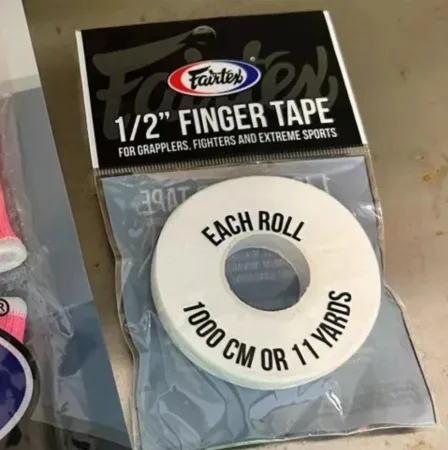 Fairtex
1/2” FINGER TAPE
FOR GRAPPLERS, FIGHTERS AND EXTREME SPORTS
EACH ROLL
1000 CM OR 11 YARDS
®